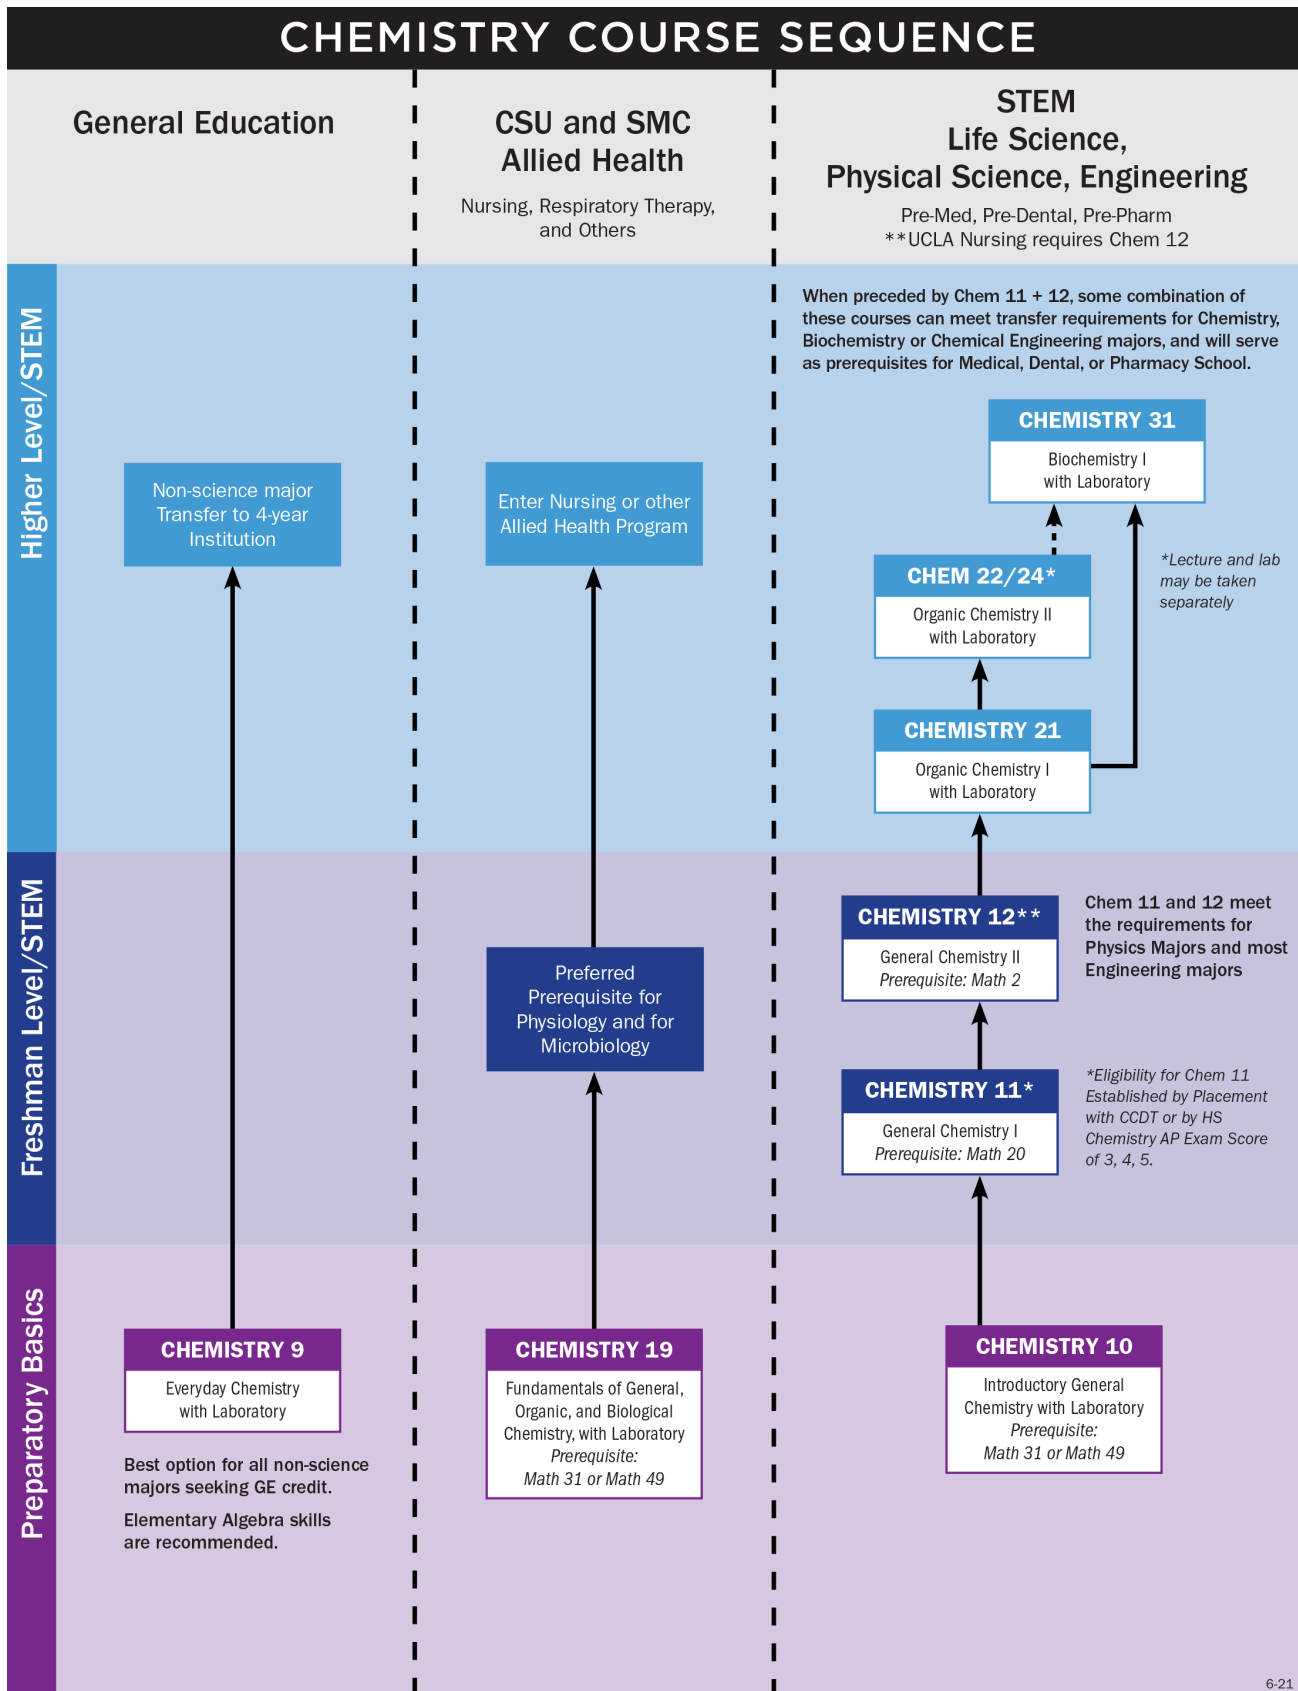 CHEMISTRY COURSE SEQUENCE
General Education
CSU and SMC
Allied Health
Nursing, Respiratory Therapy,
and Others
STEM
Life Science,
Physical Science, Engineering
Pre-Med, Pre-Dental, Pre-Pharm
**UCLA Nursing requires Chem 12
Higher Level/STEM
When preceded by Chem 11 + 12, some combination of
these courses can meet transfer requirements for Chemistry,
Biochemistry or Chemical Engineering majors, and will serve
as prerequisites for Medical, Dental, or Pharmacy School.
CHEMISTRY 31
Biochemistry I
with Laboratory
Non-science major
Transfer to 4-year
Institution
Enter Nursing or other
Allied Health Program
CHEM 22/24*
Organic Chemistry II
with Laboratory
*Lecture and lab
may be taken
separately
CHEMISTRY 21
Organic Chemistry I
with Laboratory
Freshman Level/STEM
Preferred
Prerequisite for
Physiology and for
Microbiology
CHEMISTRY 12**
General Chemistry II
Prerequisite: Math 2
Chem 11 and 12 meet
the requirements for
Physics Majors and most
Engineering majors
CHEMISTRY 11*
General Chemistry I
Prerequisite: Math 20
*Eligibility for Chem 11
Established by Placement
with CCDT or by HS
Chemistry AP Exam Score
of 3, 4, 5.
Preparatory Basics
CHEMISTRY 9
Everyday Chemistry
with Laboratory
Best option for all non-science
majors seeking GE credit.
Elementary Algebra skills
are recommended.
CHEMISTRY 19
Fundamentals of General,
Organic, and Biological
Chemistry, with Laboratory
Prerequisite:
Math 31 or Math 49
CHEMISTRY 10
Introductory General
Chemistry with Laboratory
Prerequisite:
Math 31 or Math 49
6-21